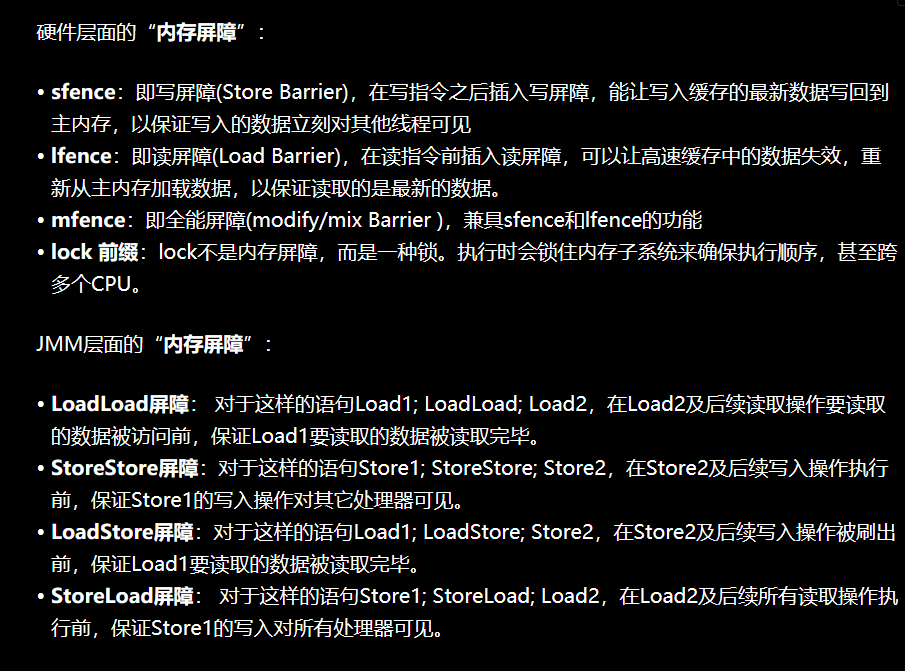 硬件层面的“内存屏障”：
• sfence：即写屏障(Store Barrier)，在写指令之后插入写屏障，能让写入缓存的最新数据写回到
主内存，以保证写入的数据立刻对其他线程可见
• lfence：即读屏障(Load Barrier)，在读指令前插入读屏障，可以让高速缓存中的数据失效，重
新从主内存加载数据，以保证读取的是最新的数据。
• mfence：即全能屏障(modify/mix Barrier )，兼具sfence和lfence的功能
• lock 前缀：lock不是内存屏障，而是一种锁。执行时会锁住内存子系统来确保执行顺序，甚至跨
多个CPU。
JMM层面的“内存屏障”：
• LoadLoad屏障： 对于这样的语句Load1; LoadLoad; Load2，在Load2及后续读取操作要读取
的数据被访问前，保证Load1要读取的数据被读取完毕。
• StoreStore屏障：对于这样的语句Store1; StoreStore; Store2，在Store2及后续写入操作执行
前，保证Store1的写入操作对其它处理器可见。
• LoadStore屏障：对于这样的语句Load1; LoadStore; Store2，在Store2及后续写入操作被刷出
前，保证Load1要读取的数据被读取完毕。
• StoreLoad屏障： 对于这样的语句Store1; StoreLoad; Load2，在Load2及后续所有读取操作执
行前，保证Store1的写入对所有处理器可见。